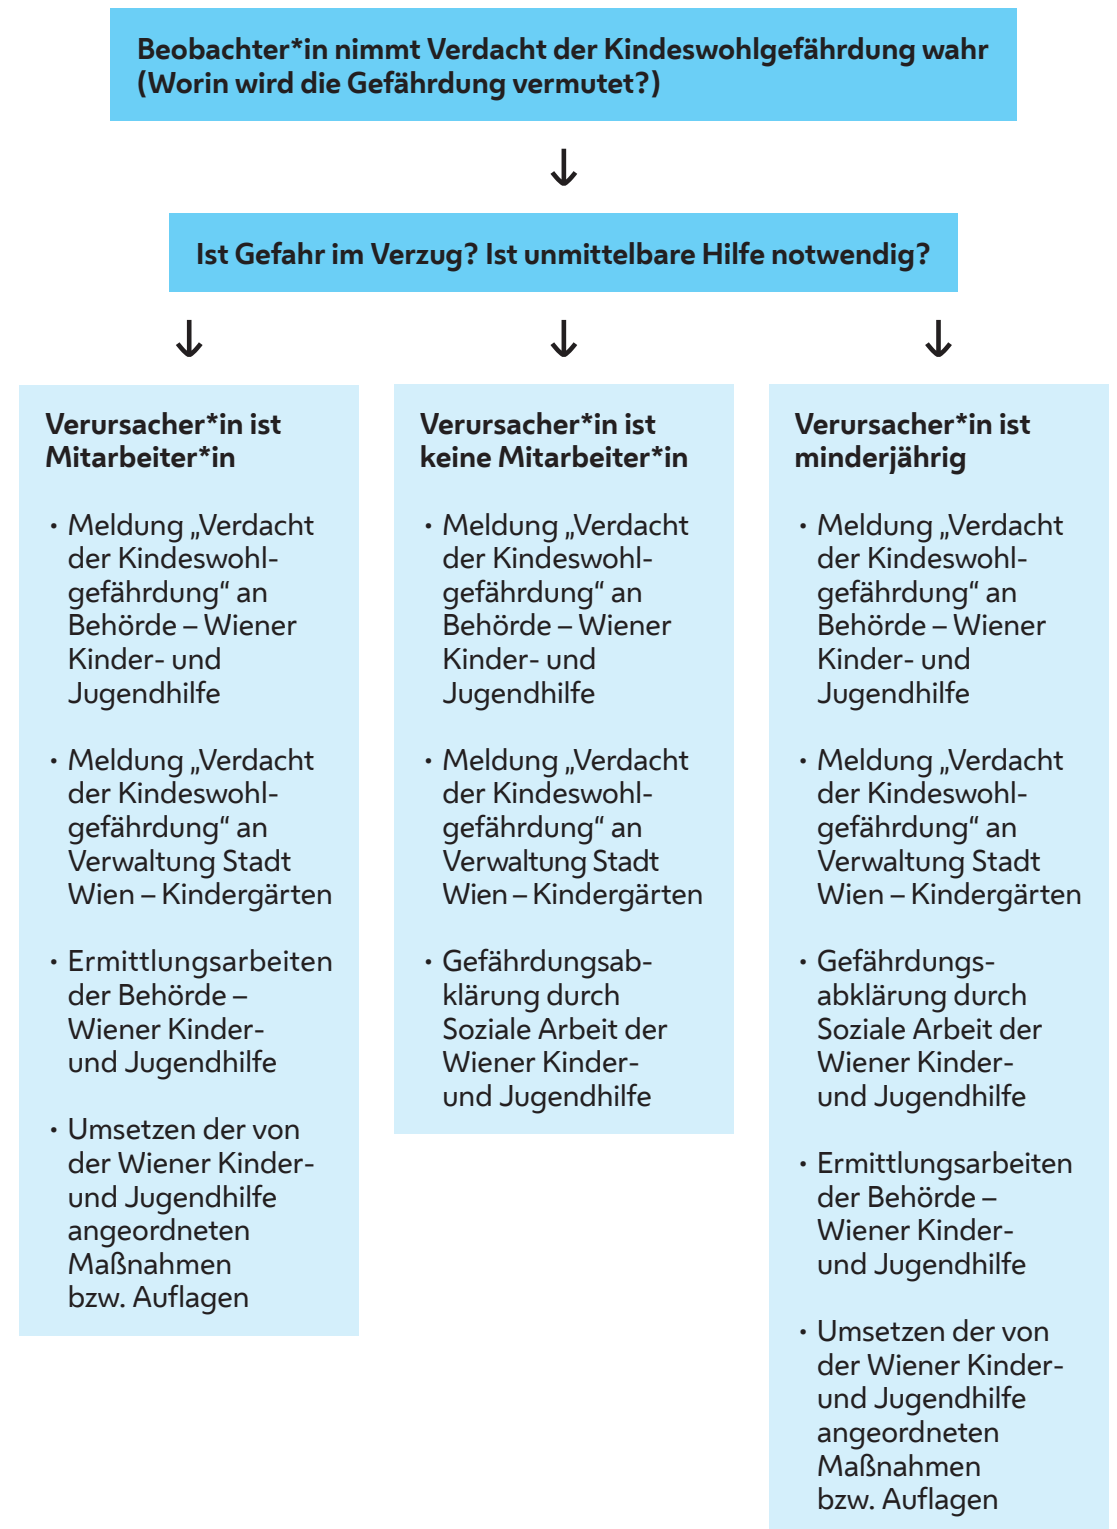 Beobachter*in nimmt Verdacht der Kindeswohlgefährdung wahr
(Worin wird die Gefährdung vermutet?)
↓
Ist Gefahr im Verzug? Ist unmittelbare Hilfe notwendig?
↓ ↓ ↓
Verursacher*in ist
Mitarbeiter*in
· Meldung „Verdacht
der Kindeswohl-
gefährdung“ an
Behörde – Wiener
Kinder- und
Jugendhilfe
· Meldung „Verdacht
der Kindeswohl-
gefährdung“ an
Verwaltung Stadt
Wien – Kindergärten
· Ermittlungsarbeiten
der Behörde –
Wiener Kinder-
und Jugendhilfe
· Umsetzen der von
der Wiener Kinder-
und Jugendhilfe
angeordneten
Maßnahmen
bzw. Auflagen
Verursacher*in ist
keine Mitarbeiter*in
· Meldung „Verdacht
der Kindeswohl-
gefährdung“ an
Behörde – Wiener
Kinder- und
Jugendhilfe
· Meldung „Verdacht
der Kindeswohl-
gefährdung“ an
Verwaltung Stadt
Wien – Kindergärten
· Gefährdungsab-
klärung durch
Soziale Arbeit der
Wiener Kinder-
und Jugendhilfe
Verursacher*in ist
minderjährig
· Meldung „Verdacht
der Kindeswohl-
gefährdung“ an
Behörde – Wiener
Kinder- und
Jugendhilfe
· Meldung „Verdacht
der Kindeswohl-
gefährdung“ an
Verwaltung Stadt
Wien – Kindergärten
· Gefährdungs-
abklärung durch
Soziale Arbeit der
Wiener Kinder-
und Jugendhilfe
· Ermittlungsarbeiten
der Behörde –
Wiener Kinder-
und Jugendhilfe
· Umsetzen der von
der Wiener Kinder-
und Jugendhilfe
angeordneten
Maßnahmen
bzw. Auflagen